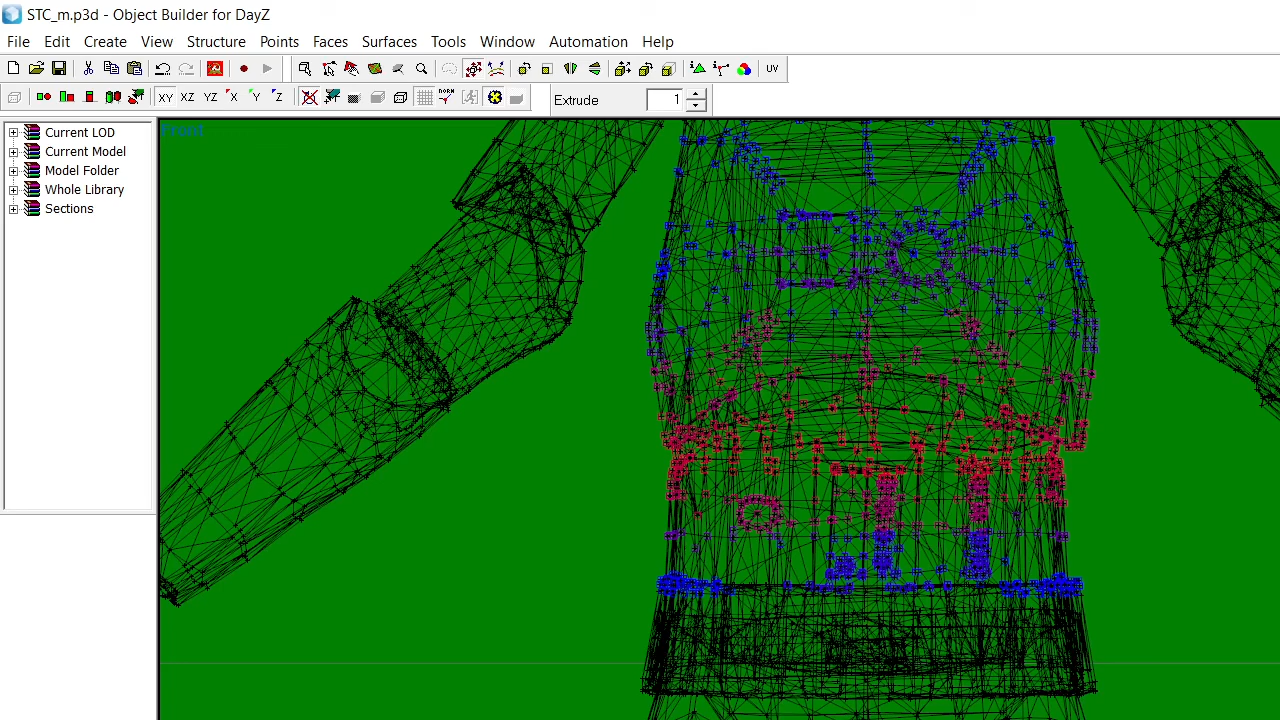 STC_m.p3d - Object Builder for DayZ
File Edit Create View Structure Points Faces Surfaces Tools Window Automation Help
UV
XY XZ YZ X Y Z NORM
Extrude 1
Current LOD
Current Model
Model Folder
Whole Library
Sections
Front